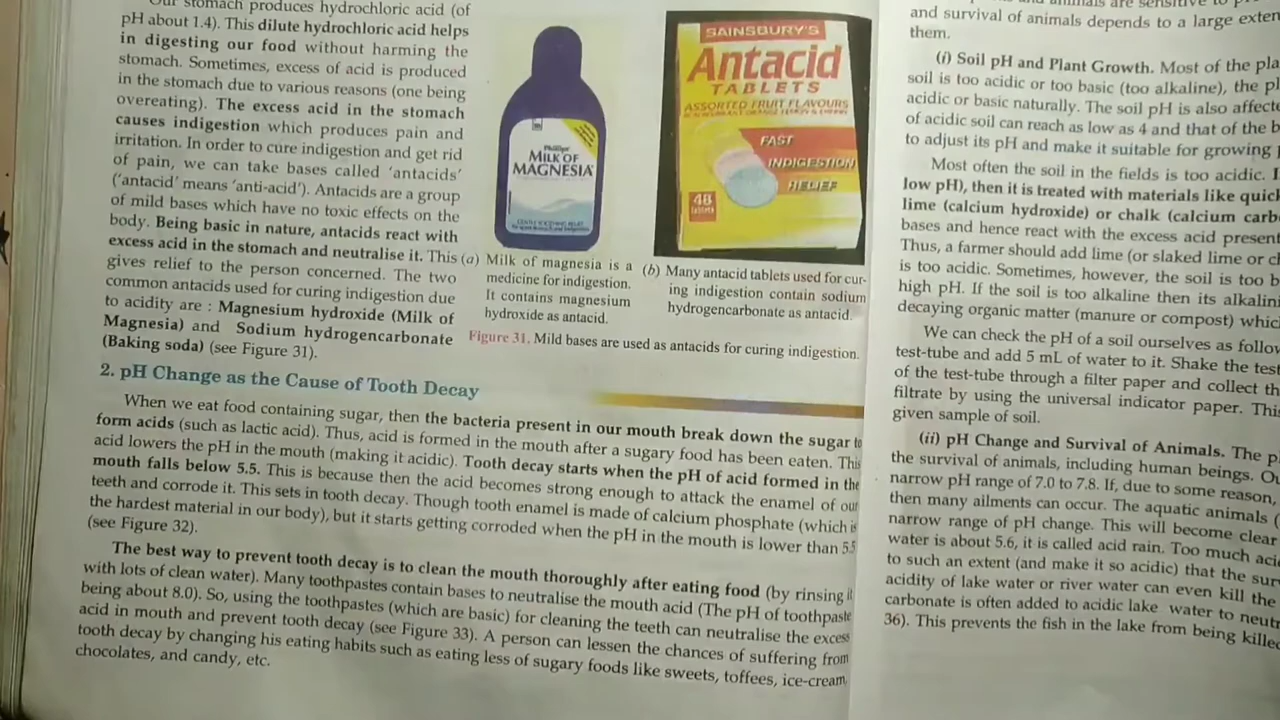 Our stomach produces hydrochloric acid (of
pH about 1.4). This dilute hydrochloric acid helps
in digesting our food without harming the
stomach. Sometimes, excess of acid is produced
in the stomach due to various reasons (one being
overeating). The excess acid in the stomach
causes indigestion which produces pain and
irritation. In order to cure indigestion and get rid
of pain, we can take bases called 'antacids'
('antacid' means 'anti-acid'). Antacids are a group
of mild bases which have no toxic effects on the
body. Being basic in nature, antacids react with
excess acid in the stomach and neutralise it. This
gives relief to the person concerned. The two
common antacids used for curing indigestion due
to acidity are : Magnesium hydroxide (Milk of
Magnesia) and Sodium hydrogencarbonate
(Baking soda) (see Figure 31).
Phillips'
MILK OF
MAGNESIA
(a) Milk of magnesia is a
medicine for indigestion.
It contains magnesium
hydroxide as antacid.
SAINSBURY'S
Antacid
TABLETS
ASSORTED FRUIT FLAVOURS
FAST
INDIGESTION
RELIEF
48
(b) Many antacid tablets used for cur-
ing indigestion contain sodium
hydrogencarbonate as antacid.
Figure 31. Mild bases are used as antacids for curing indigestion.
2. pH Change as the Cause of Tooth Decay
When we eat food containing sugar, then the bacteria present in our mouth break down the sugar to
form acids (such as lactic acid). Thus, acid is formed in the mouth after a sugary food has been eaten. This
acid lowers the pH in the mouth (making it acidic). Tooth decay starts when the pH of acid formed in the
mouth falls below 5.5. This is because then the acid becomes strong enough to attack the enamel of our
teeth and corrode it. This sets in tooth decay. Though tooth enamel is made of calcium phosphate (which is
the hardest material in our body), but it starts getting corroded when the pH in the mouth is lower than 5.5
(see Figure 32).
The best way to prevent tooth decay is to clean the mouth thoroughly after eating food (by rinsing it
with lots of clean water). Many toothpastes contain bases to neutralise the mouth acid (The pH of toothpaste
being about 8.0). So, using the toothpastes (which are basic) for cleaning the teeth can neutralise the excess
acid in mouth and prevent tooth decay (see Figure 33). A person can lessen the chances of suffering from
tooth decay by changing his eating habits such as eating less of sugary foods like sweets, toffees, ice-cream,
chocolates, and candy, etc.
animals are sensitive to
and survival of animals depends to a large
them.
(i) Soil pH and Plant Growth. Most of the
soil is too acidic or too basic (too alkaline), the
acidic or basic naturally. The soil pH is also
of acidic soil can reach as low as 4 and that of the
to adjust its pH and make it suitable for growing
Most often the soil in the fields is too acidic.
low pH), then it is treated with materials like
lime (calcium hydroxide) or chalk (calcium
bases and hence react with the excess acid present
Thus, a farmer should add lime (or slaked lime or
is too acidic. Sometimes, however, the soil is too
high pH. If the soil is too alkaline then its
decaying organic matter (manure or compost)
We can check the pH of a soil ourselves as
test-tube and add 5 mL of water to it. Shake the
of the test-tube through a filter paper and collect
filtrate by using the universal indicator paper.
given sample of soil.
(ii) pH Change and Survival of Animals. The
the survival of animals, including human beings.
narrow pH range of 7.0 to 7.8. If, due to some reason,
then many ailments can occur. The aquatic animals
narrow range of pH change. This will become clear
water is about 5.6, it is called acid rain. Too much
to such an extent (and make it so acidic) that the
acidity of lake water or river water can even kill the
carbonate is often added to acidic lake water to
36). This prevents the fish in the lake from being